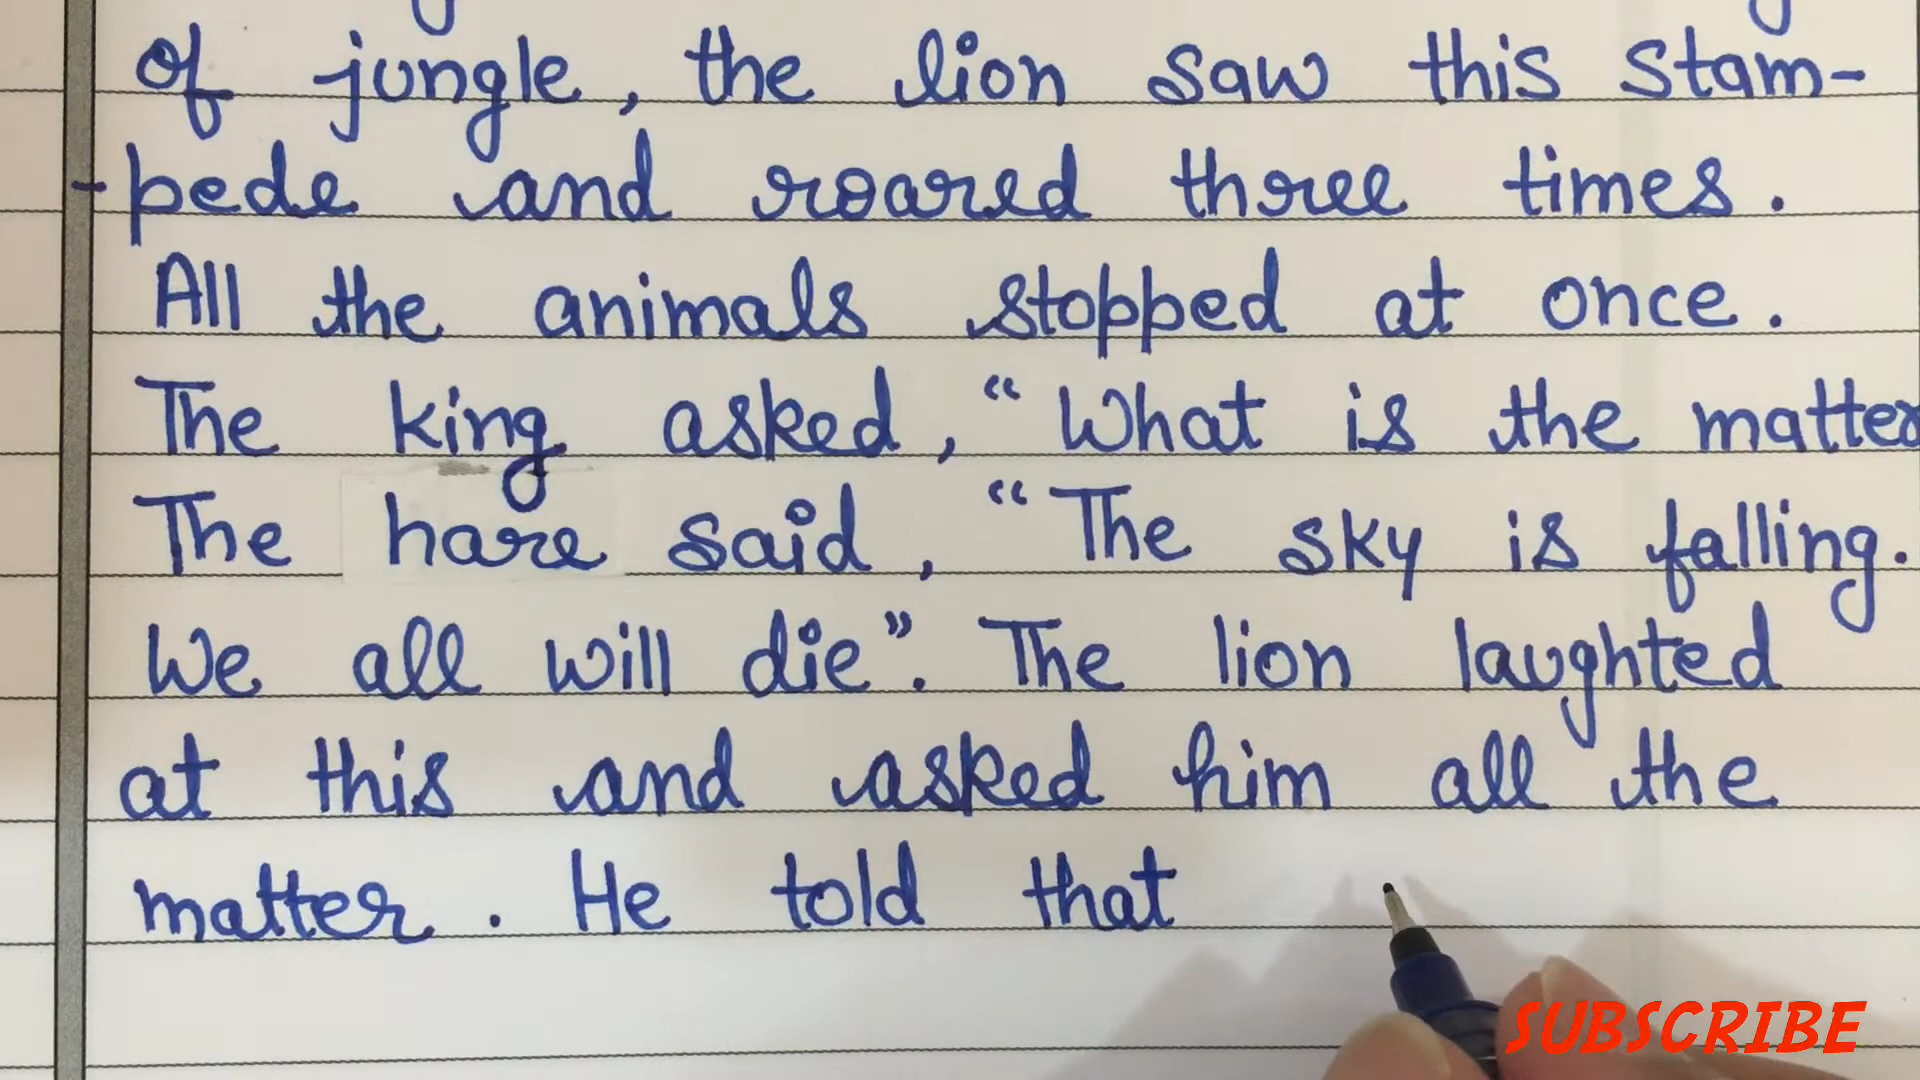 of jungle, the lion saw this stam-
-pede and roared three times.
All the animals stopped at once.
The king asked, "What is the matter
The hare said, "The sky is falling.
We all will die". The lion laughted
at this and asked him all the
matter. He told that
SUBSCRIBE